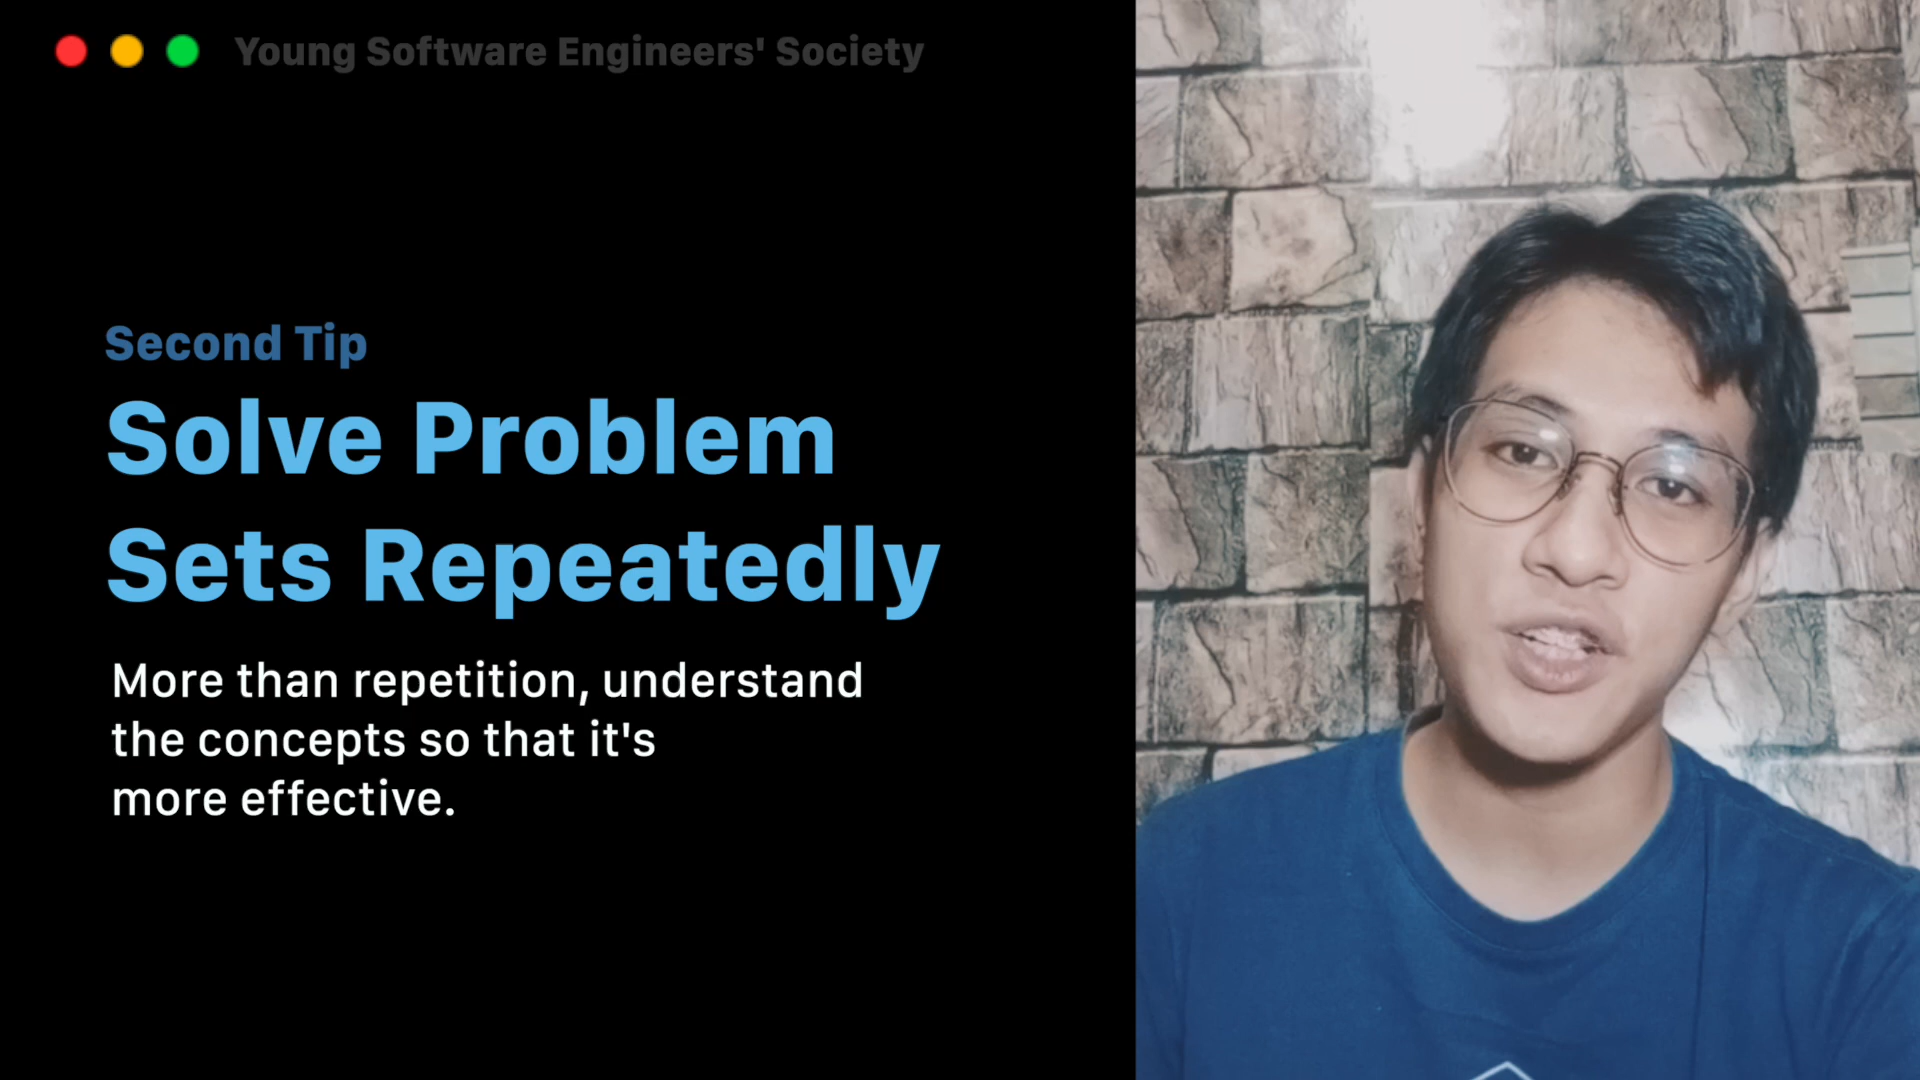 Young Software Engineers' Society
Second Tip
Solve Problem
Sets Repeatedly
More than repetition, understand
the concepts so that it's
more effective.